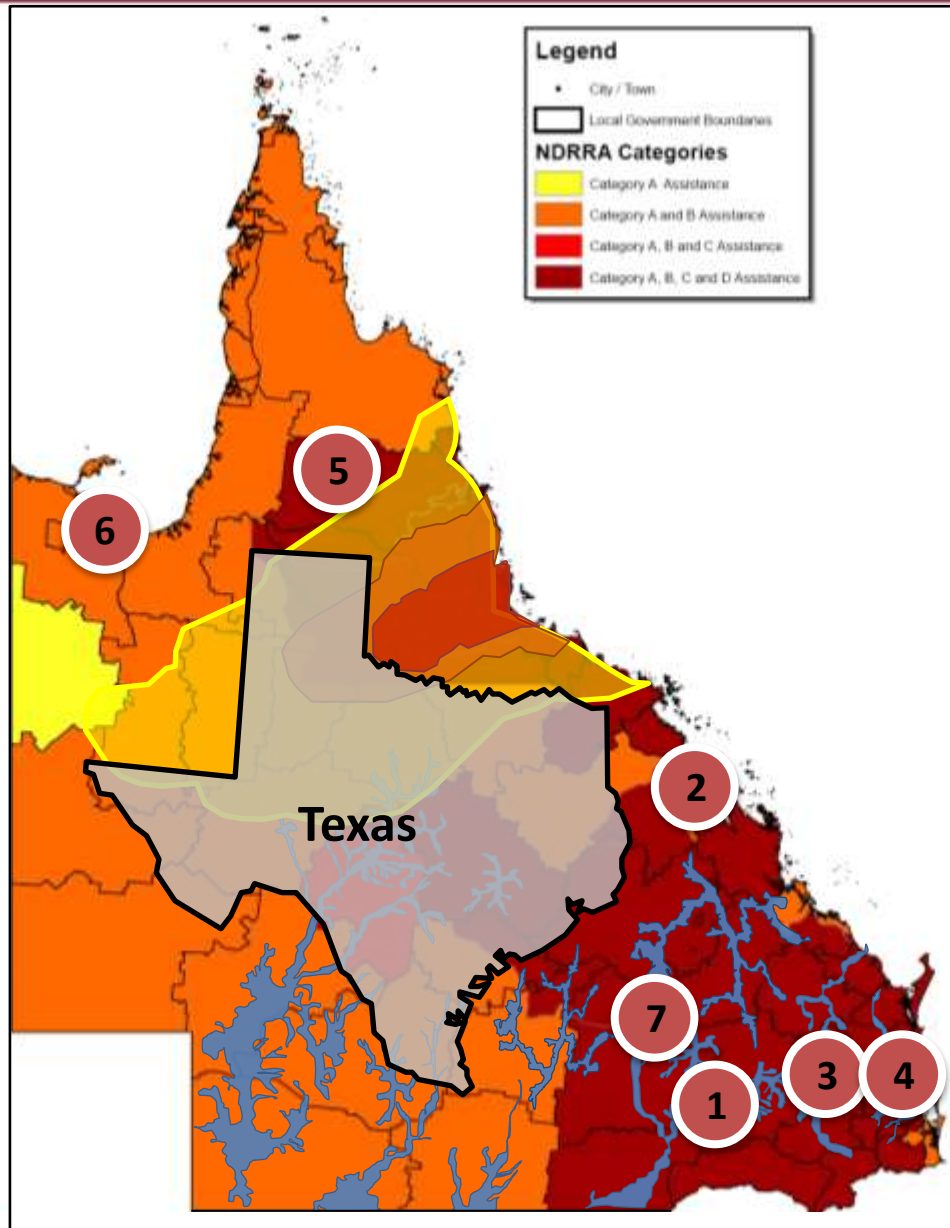 Legend
City / Town
Local Government Boundaries
NDRRA Categories
Category A Assistance
Category A and B Assistance
Category A, B and C Assistance
Category A, B, C and D Assistance
5
6
2
Texas
7
3
4
1